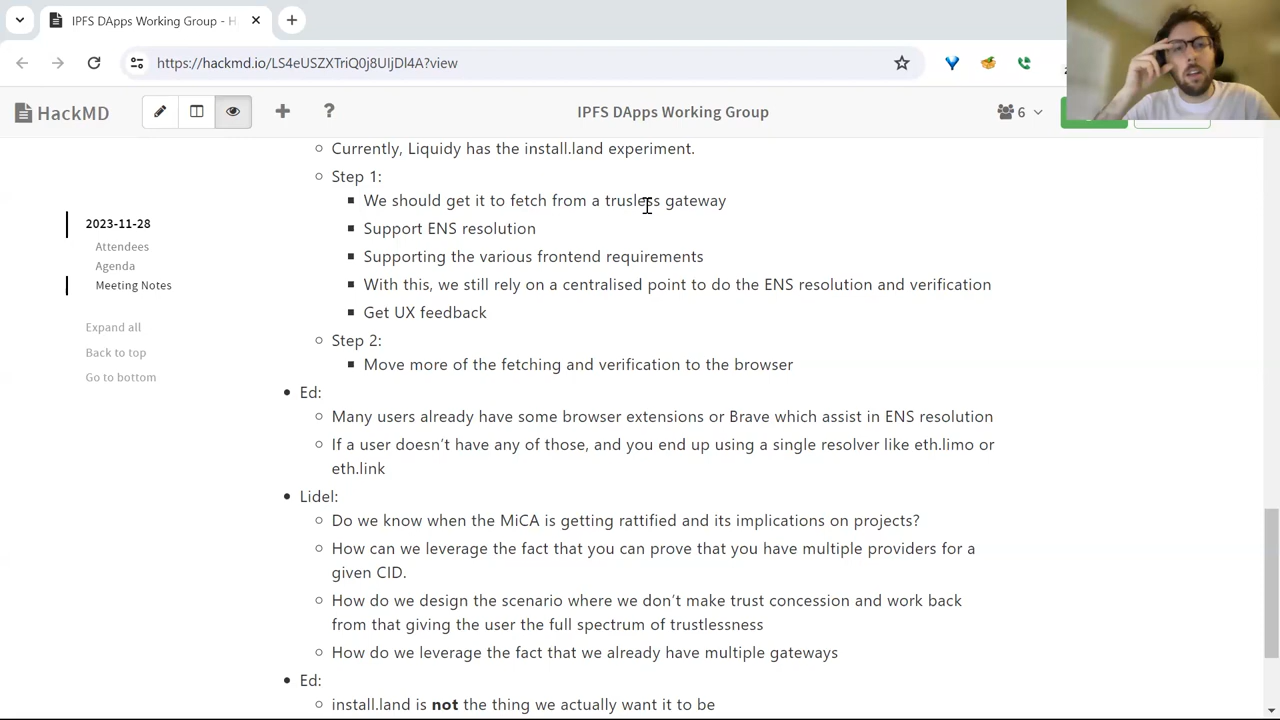 IPFS DApps Working Group - H
https://hackmd.io/LS4eUSZXTriQ0j8UIjDl4A?view
HackMD
IPFS DApps Working Group
6
2023-11-28
Attendees
Agenda
Meeting Notes
Expand all
Back to top
Go to bottom
Currently, Liquidy has the install.land experiment.
Step 1:
We should get it to fetch from a trusless gateway
Support ENS resolution
Supporting the various frontend requirements
With this, we still rely on a centralised point to do the ENS resolution and verification
Get UX feedback
Step 2:
Move more of the fetching and verification to the browser
Ed:
Many users already have some browser extensions or Brave which assist in ENS resolution
If a user doesn't have any of those, and you end up using a single resolver like eth.limo or
eth.link
Lidel:
Do we know when the MiCA is getting rattified and its implications on projects?
How can we leverage the fact that you can prove that you have multiple providers for a
given CID.
How do we design the scenario where we don't make trust concession and work back
from that giving the user the full spectrum of trustlessness
How do we leverage the fact that we already have multiple gateways
Ed:
install.land is not the thing we actually want it to be